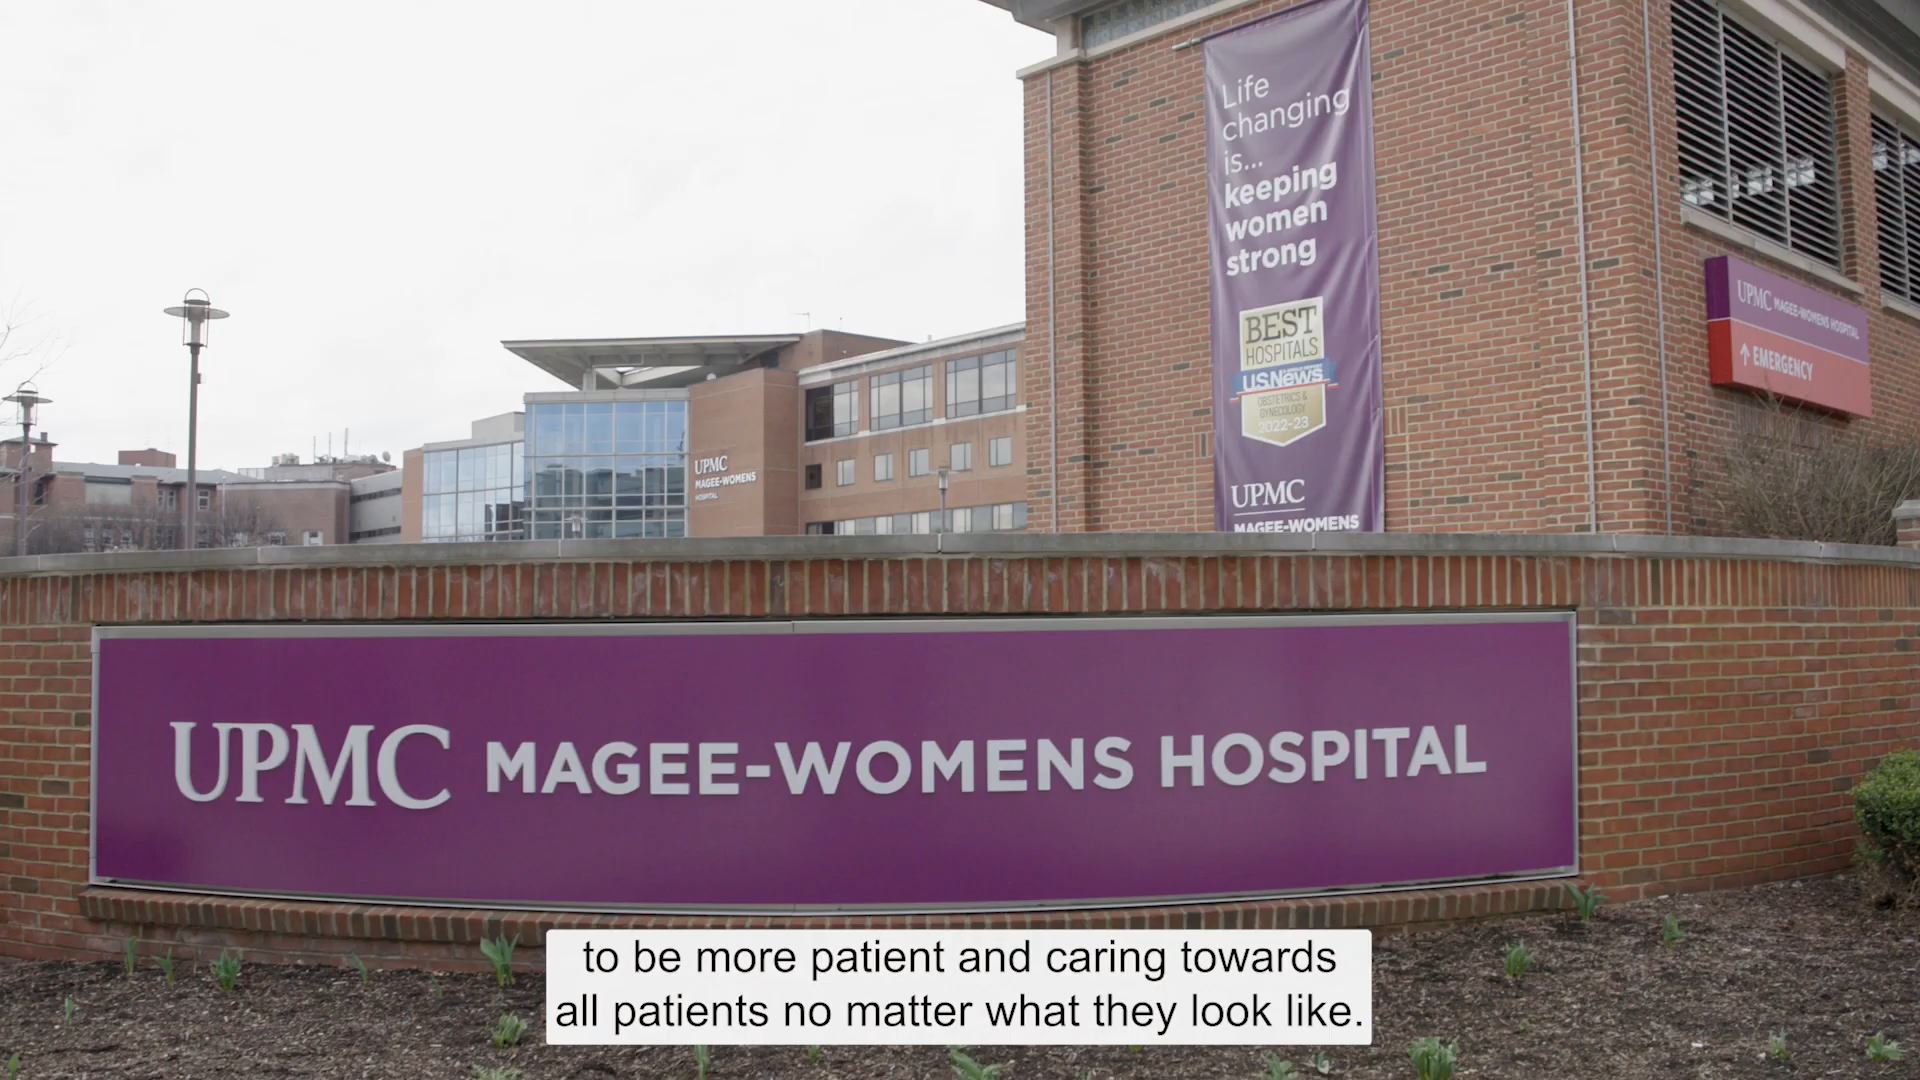 Life
changing
is...
keeping
women
strong
BEST
HOSPITALS
U.S.News
OBSTETRICS &
GYNECOLOGY
2022-23
UPMC
MAGEE-WOMENS
UPMC MAGEE-WOMENS HOSPITAL
↑ EMERGENCY
UPMC
MAGEE-WOMENS
HOSPITAL
UPMC MAGEE-WOMENS HOSPITAL
to be more patient and caring towards
all patients no matter what they look like.